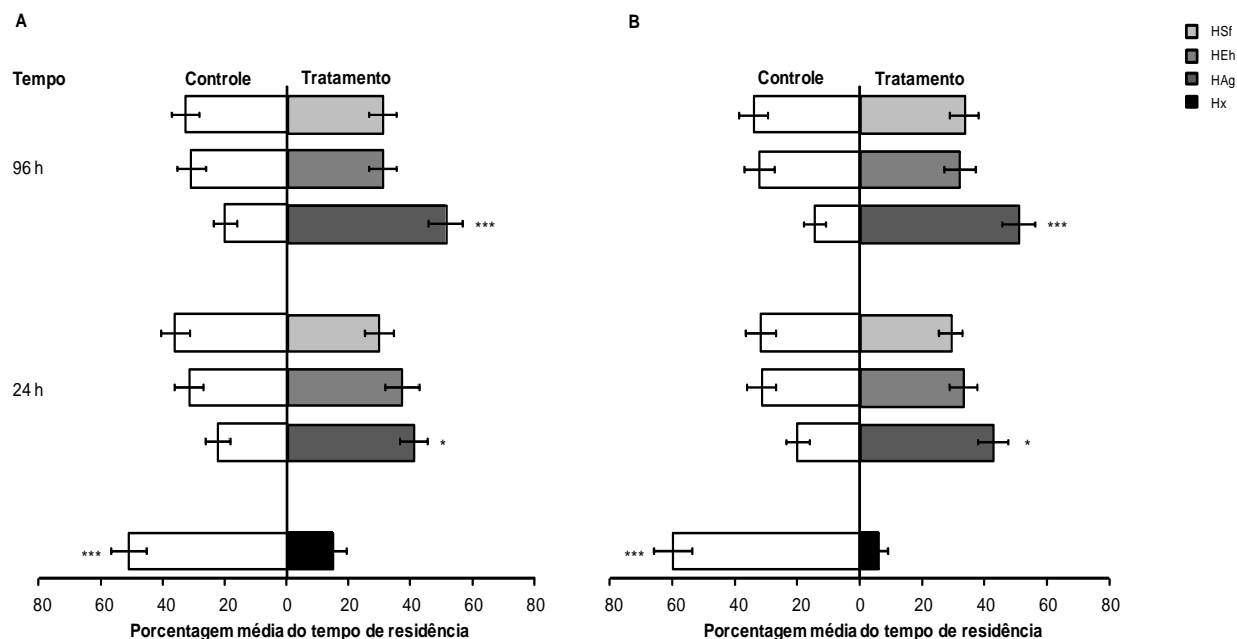 A
B
HSf
HEh
HAg
Hx
Tempo Controle Tratamento
Controle Tratamento
96 h
***
***
24 h
*
*
***
***
80 60 40 20 0 20 40 60 80
80 60 40 20 0 20 40 60 80
Porcentagem média do tempo de residência
Porcentagem média do tempo de residência